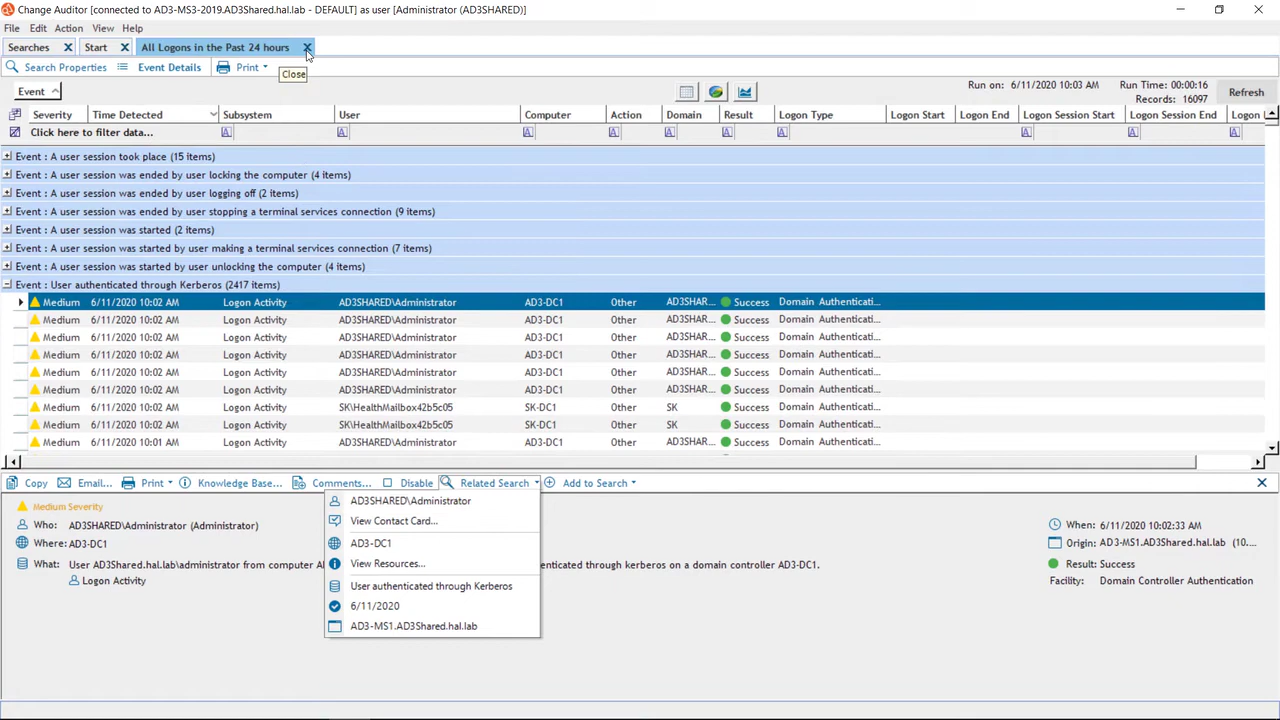 Change Auditor [connected to AD3-MS3-2019.AD3Shared.hal.lab - DEFAULT] as user [Administrator (AD3SHARED)]
File Edit Action View Help
Searches Start All Logons in the Past 24 hours
Search Properties Event Details Print
Close
Event Run on: 6/11/2020 10:03 AM Run Time: 00:00:16 Refresh
Records: 16097
Severity Time Detected Subsystem User Computer Action Domain Result Logon Type Logon Start Logon End Logon Session Start Logon Session End Logon
Click here to filter data...
Event : A user session took place (15 items)
Event : A user session was ended by user locking the computer (4 items)
Event : A user session was ended by user logging off (2 items)
Event : A user session was ended by user stopping a terminal services connection (9 items)
Event : A user session was started (2 items)
Event : A user session was started by user making a terminal services connection (7 items)
Event : A user session was started by user unlocking the computer (4 items)
Event : User authenticated through Kerberos (2417 items)
Medium 6/11/2020 10:02 AM Logon Activity AD3SHARED\Administrator AD3-DC1 Other AD3SHAR... Success Domain Authenticati...
Medium 6/11/2020 10:02 AM Logon Activity AD3SHARED\Administrator AD3-DC1 Other AD3SHAR... Success Domain Authenticati...
Medium 6/11/2020 10:02 AM Logon Activity AD3SHARED\Administrator AD3-DC1 Other AD3SHAR... Success Domain Authenticati...
Medium 6/11/2020 10:02 AM Logon Activity AD3SHARED\Administrator AD3-DC1 Other AD3SHAR... Success Domain Authenticati...
Medium 6/11/2020 10:02 AM Logon Activity AD3SHARED\Administrator AD3-DC1 Other AD3SHAR... Success Domain Authenticati...
Medium 6/11/2020 10:02 AM Logon Activity AD3SHARED\Administrator AD3-DC1 Other AD3SHAR... Success Domain Authenticati...
Medium 6/11/2020 10:02 AM Logon Activity SK\HealthMailbox42b5c05 SK-DC1 Other SK Success Domain Authenticati...
Medium 6/11/2020 10:02 AM Logon Activity SK\HealthMailbox42b5c05 SK-DC1 Other SK Success Domain Authenticati...
Medium 6/11/2020 10:01 AM Logon Activity AD3SHARED\Administrator AD3-DC1 Other AD3SHAR... Success Domain Authenticati...
Copy Email... Print Knowledge Base... Comments... Disable Related Search Add to Search
Medium Severity
AD3SHARED\Administrator
View Contact Card...
AD3-DC1
View Resources...
User authenticated through Kerberos
6/11/2020
AD3-MS1.AD3Shared.hal.lab
Who: AD3SHARED\Administrator (Administrator) When: 6/11/2020 10:02:33 AM
Where: AD3-DC1 Origin: AD3-MS1.AD3Shared.hal.lab (10....
What: User AD3Shared.hal.lab\administrator from computer enticated through kerberos on a domain controller AD3-DC1. Result: Success
Logon Activity Facility: Domain Controller Authentication